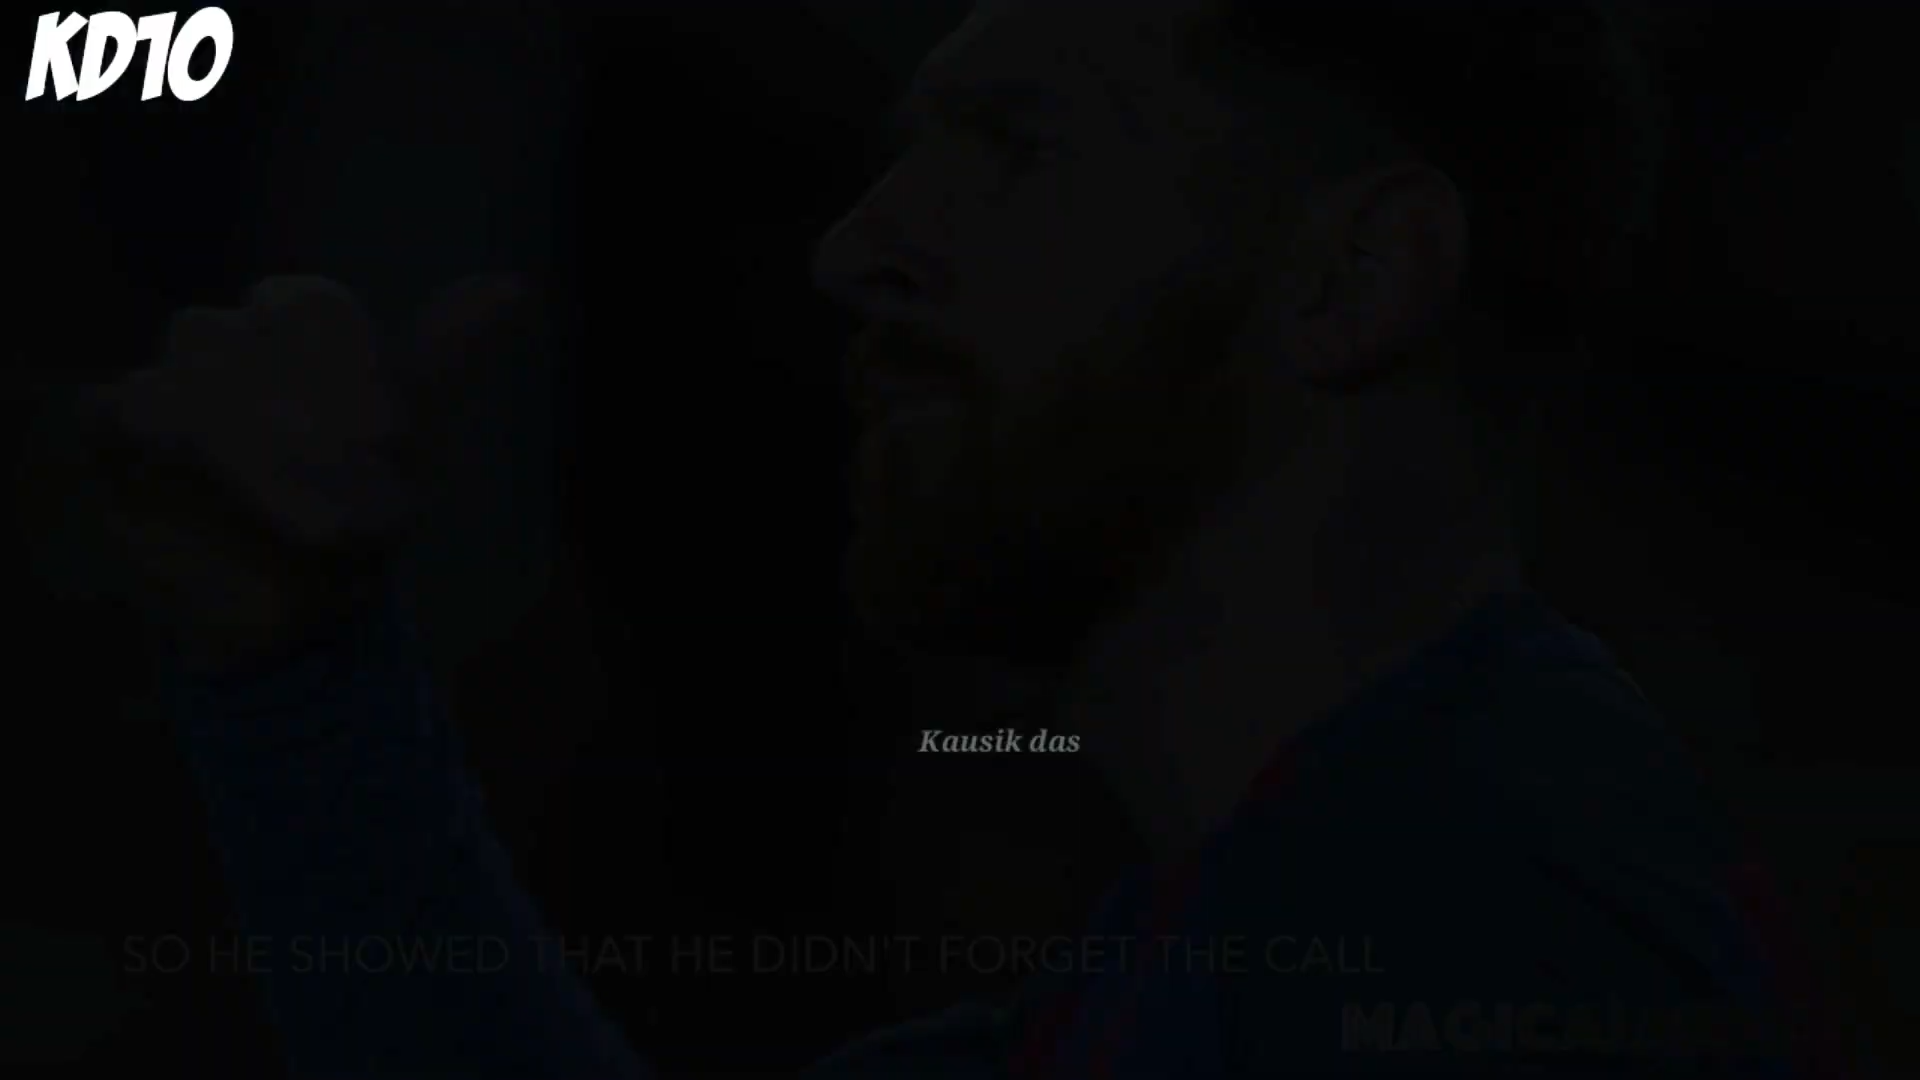 KD10
Kausik das
SO HE SHOWED THAT HE DIDN'T FORGET THE CALL